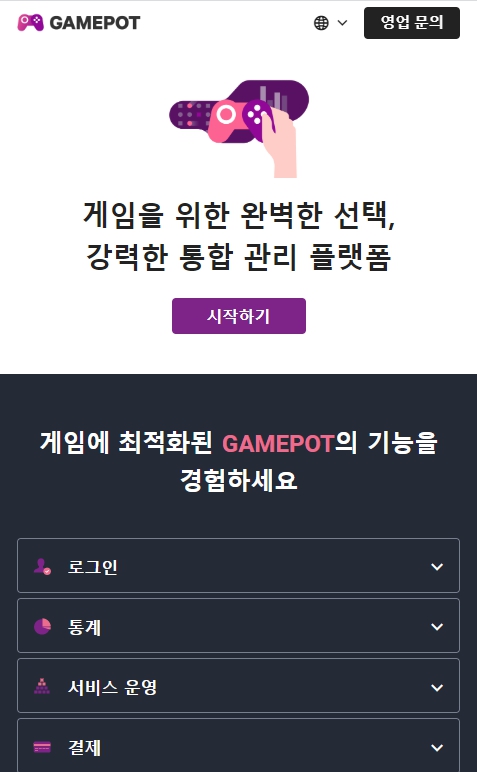 GAMEPOT
영업 문의
게임을 위한 완벽한 선택,
강력한 통합 관리 플랫폼
시작하기
게임에 최적화된 GAMEPOT의 기능을
경험하세요
로그인
통계
서비스 운영
결제